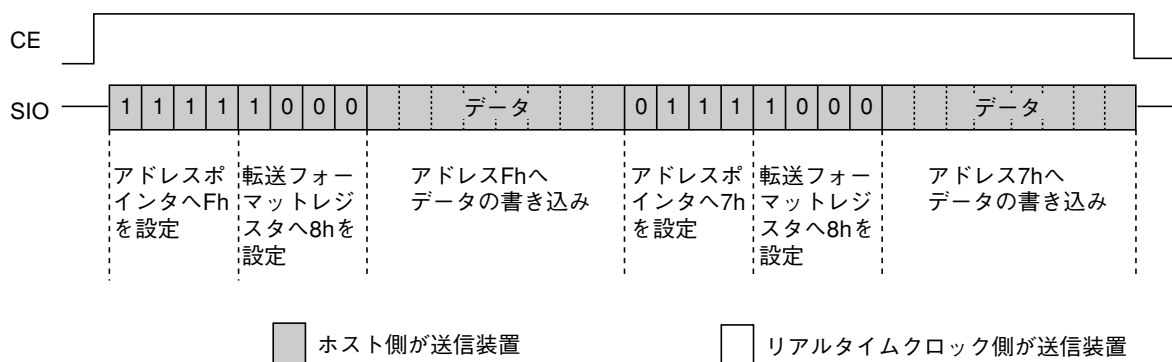 CE
SIO
1 1 1 1 1 0 0 0 データ 0 1 1 1 1 0 0 0 データ
アドレスポ
インタへFh
を設定
転送フォー
マットレジ
スタへ8hを
設定
アドレスFhへ
データの書き込み
アドレスポ
インタへ7h
を設定
転送フォー
マットレジ
スタへ8hを
設定
アドレス7hへ
データの書き込み
ホスト側が送信装置
リアルタイムクロック側が送信装置